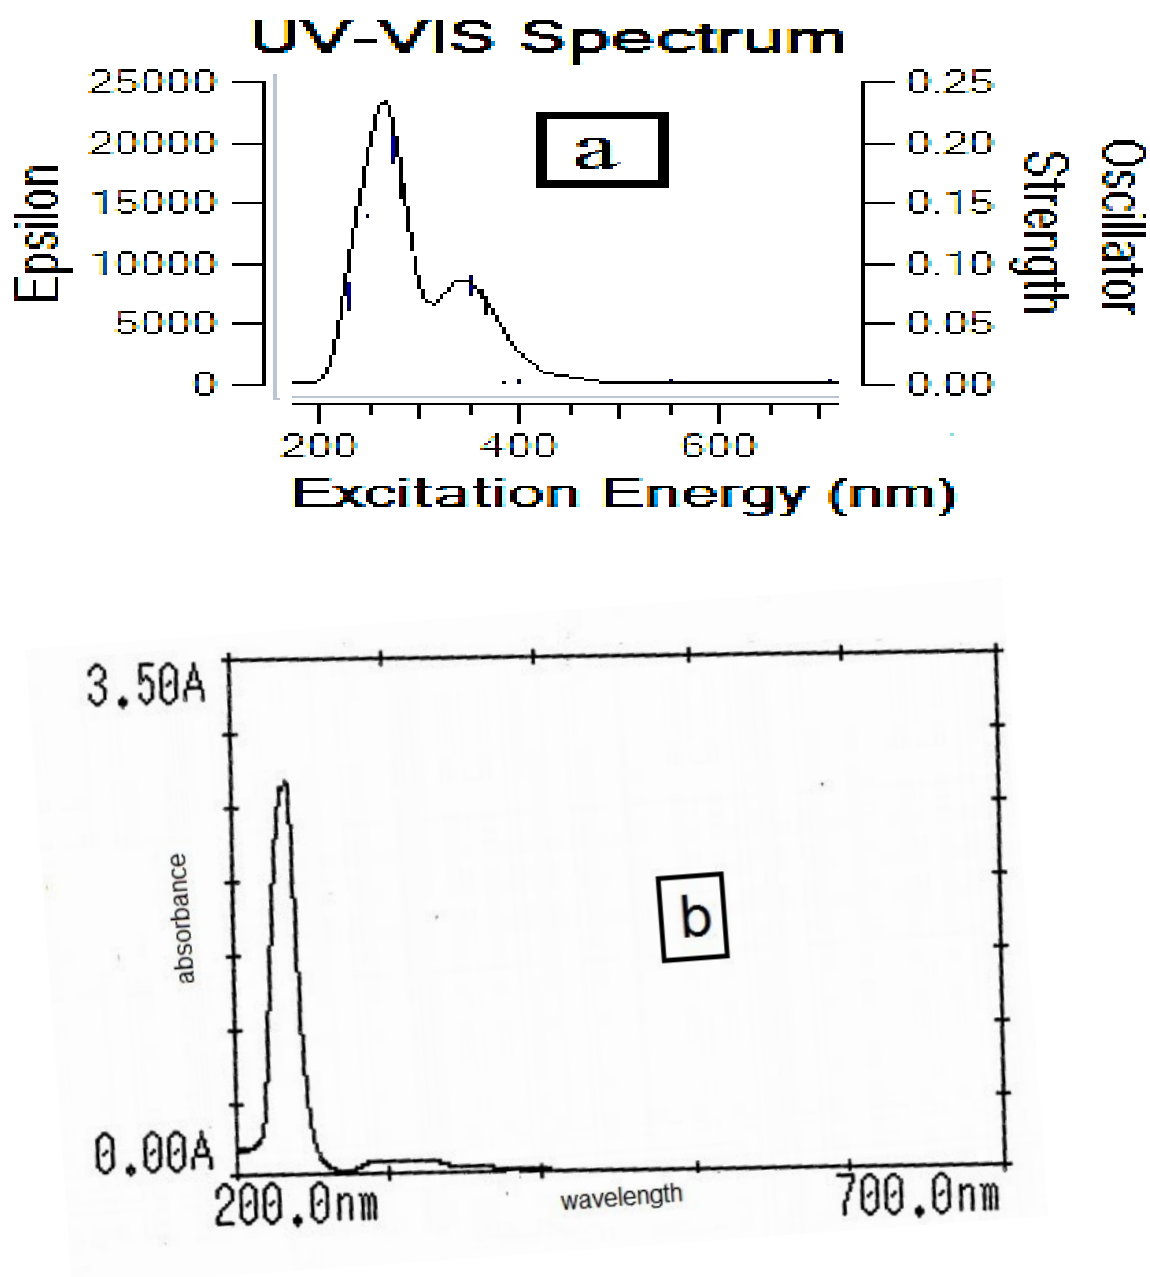 UV-VIS Spectrum
25000
20000
15000
10000
5000
0
Epsilon
a
0.25
0.20
0.15
0.10
0.05
0.00
Oscillator
Strength
200 400 600
Excitation Energy (nm)
3.50A
absorbance
b
0.00A
200.0nm
wavelength
700.0nm